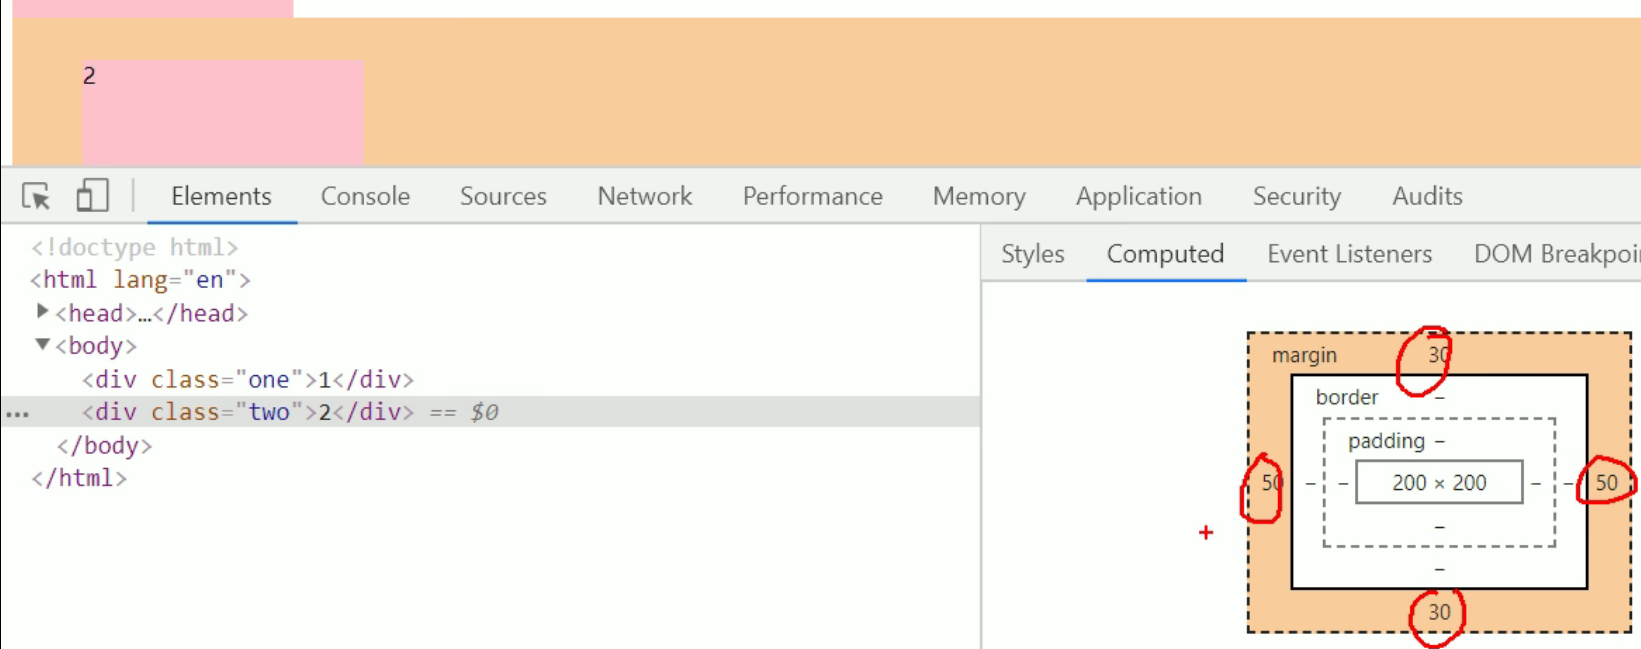 2
Elements Console Sources Network Performance Memory Application Security Audits
<!doctype html>
<html lang="en">
▶<head>…</head>
▼<body>
<div class="one">1</div>
... <div class="two">2</div> == $0
</body>
</html>
Styles Computed Event Listeners DOM Breakpoi
margin 30
border –
padding –
50 – – 200 × 200 – – 50
–
–
30